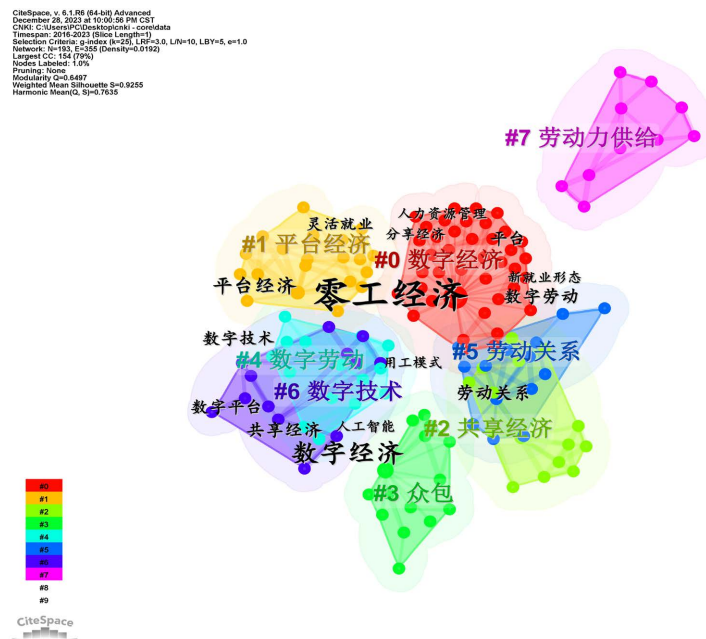 CiteSpace, v. 6.1.R6 (64-bit) Advanced
December 28, 2023 at 10:00:56 PM CST
CNKI: C:\Users\PC\Desktop\cnki - core\data
Timespan: 2016-2023 (Slice Length=1)
Selection Criteria: g-index (k=25), LRF=3.0, L/N=10, LBY=5, e=1.0
Network: N=193, E=355 (Density=0.0192)
Largest CC: 154 (79%)
Nodes Labeled: 1.0%
Pruning: None
Modularity Q=0.6497
Weighted Mean Silhouette S=0.9255
Harmonic Mean(Q, S)=0.7635
#7 劳动力供给
人力资源管理
灵活就业
分享经济
平台
#1 平台经济
#0 数字经济
新就业形态
平台经济
零工经济
数字劳动
数字技术
#4 数字劳动
用工模式
#5 劳动关系
#6 数字技术
劳动关系
数字平台
共享经济
人工智能
#2 共享经济
数字经济
#3 众包
#0
#1
#2
#3
#4
#5
#6
#7
#8
#9
CiteSpace